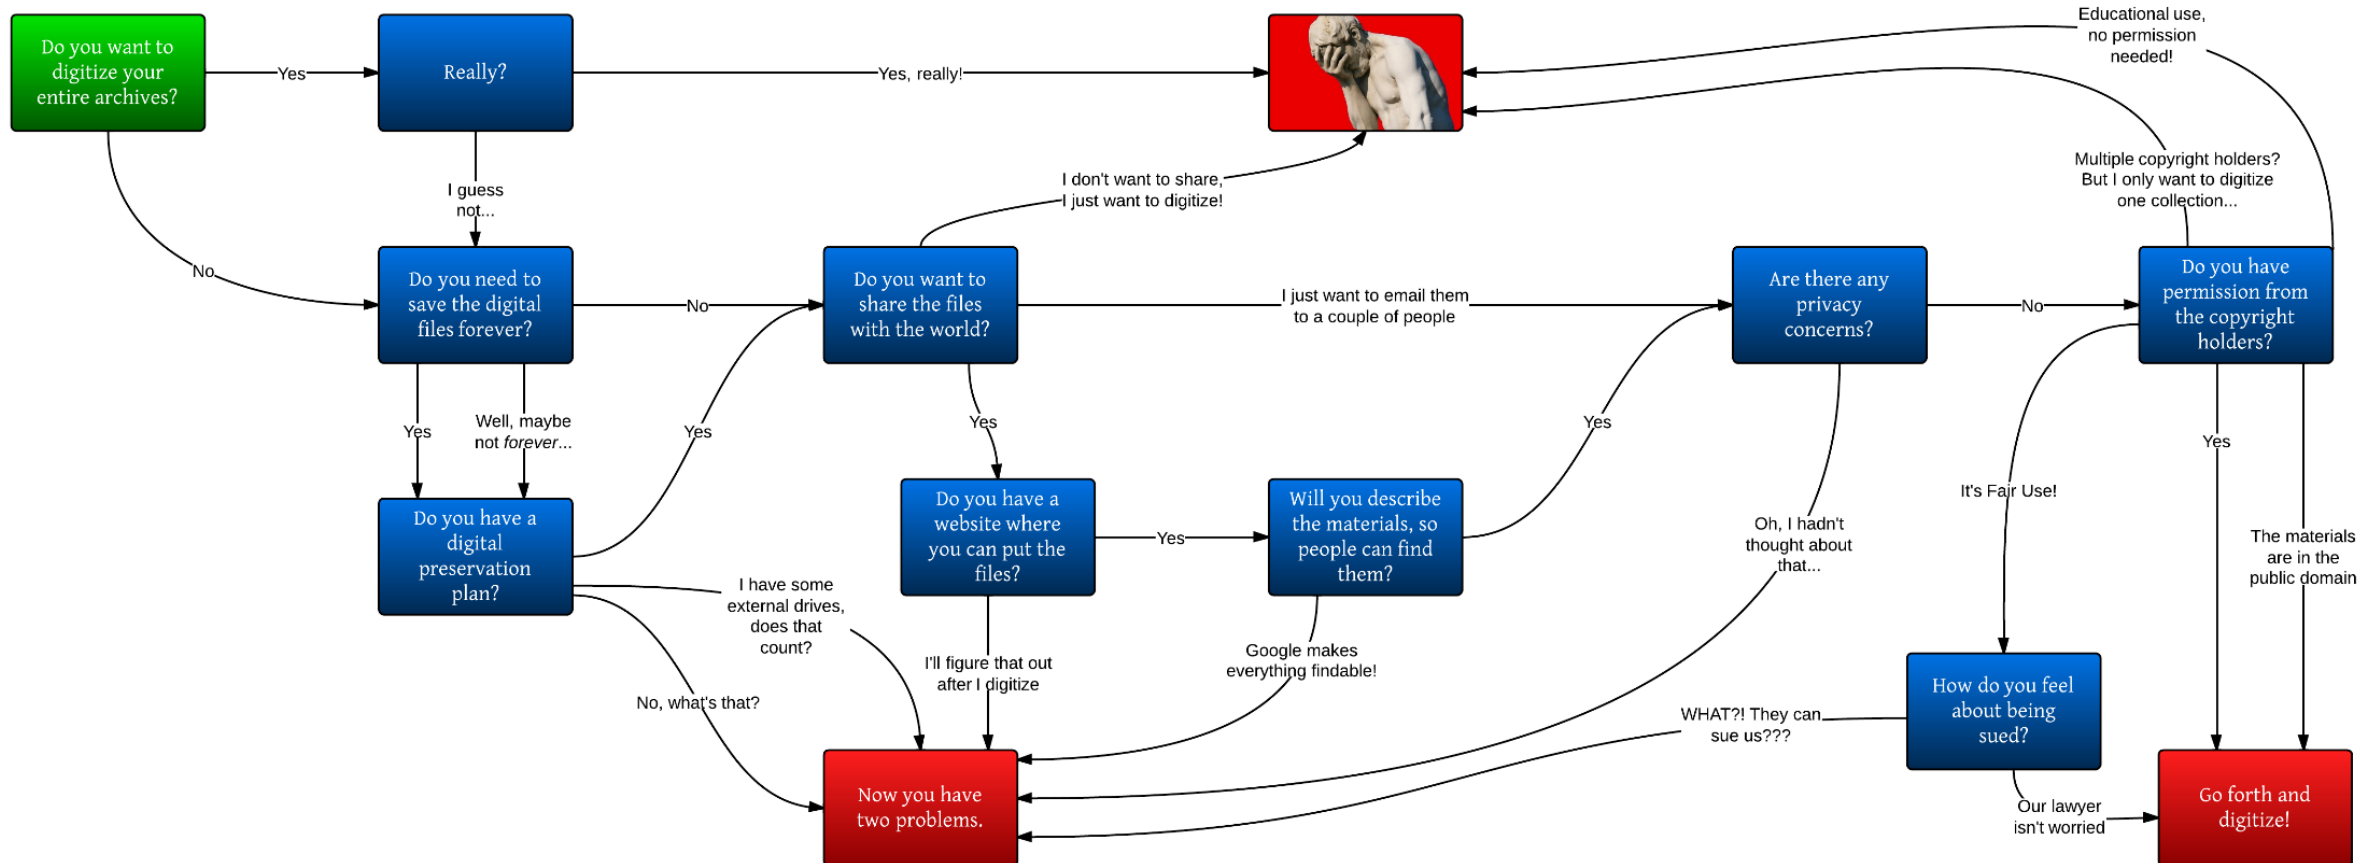 Do you want to
digitize your
entire archives?
Yes
Really?
Yes, really!
Educational use,
no permission
needed!
I guess
not...
I don't want to share,
I just want to digitize!
Multiple copyright holders?
But I only want to digitize
one collection...
No
Do you need to
save the digital
files forever?
No
Do you want to
share the files
with the world?
I just want to email them
to a couple of people
Are there any
privacy
concerns?
No
Do you have
permission from
the copyright
holders?
Yes
Well, maybe
not forever...
Yes
Yes
Yes
Yes
Do you have a
digital
preservation
plan?
Do you have a
website where
you can put the
files?
Yes
Will you describe
the materials, so
people can find
them?
It's Fair Use!
Oh, I hadn't
thought about
that...
The materials
are in the
public domain
I have some
external drives,
does that
count?
I'll figure that out
after I digitize
Google makes
everything findable!
No, what's that?
WHAT?! They can
sue us???
How do you feel
about being
sued?
Now you have
two problems.
Our lawyer
isn't worried
Go forth and
digitize!